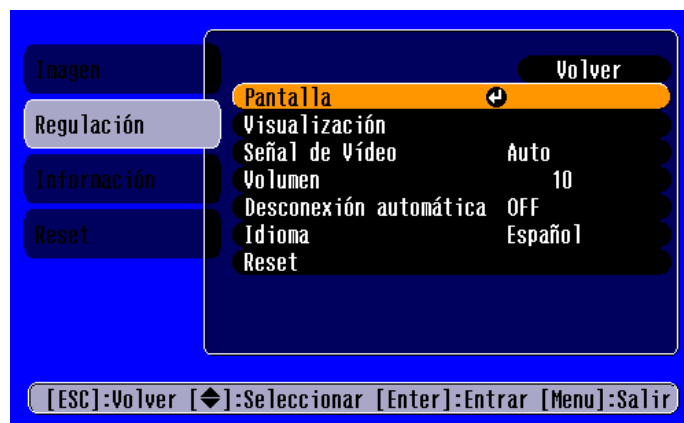 Imagen
Volver
Pantalla
Regulación
Visualización
Señal de Vídeo Auto
Información
Volumen 10
Desconexión automática OFF
Reset
Idioma Español
Reset
[ESC]:Volver [◆]:Seleccionar [Enter]:Entrar [Menu]:Salir